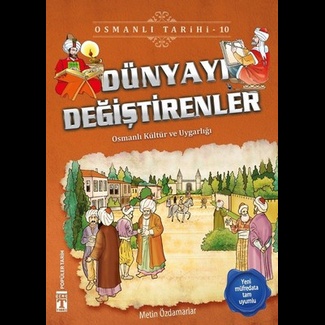 OSMANLI TARİHİ - 10
DÜNYAYI
DEĞİŞTİRENLER
Osmanlı Kültür ve Uygarlığı
Yeni
müfredata
tam
uyumlu
POPÜLER TARİH
Metin Özdamarlar